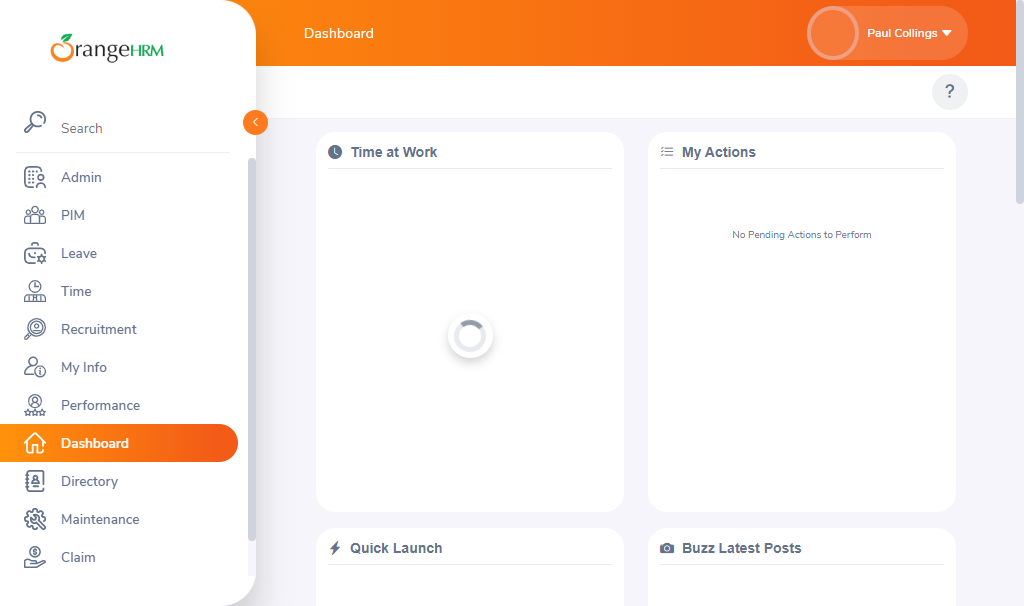 OrangeHRM
Search
Admin
PIM
Leave
Time
Recruitment
My Info
Performance
Dashboard
Directory
Maintenance
Claim
Dashboard
Paul Collings
?
Time at Work
My Actions
No Pending Actions to Perform
Quick Launch
Buzz Latest Posts